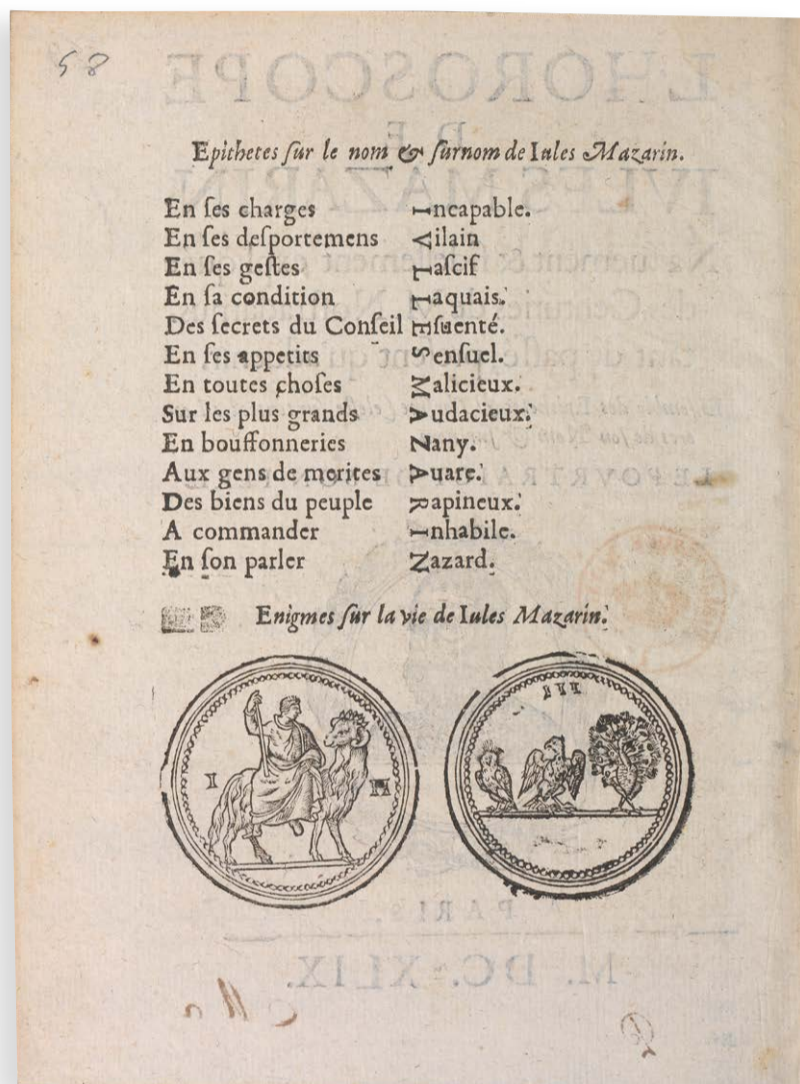 58
Epithetes ſur le nom & ſurnom de Iules Mazarin.
En ſes charges Incapable.
En ſes deſportemens Vilain
En ſes geſtes Laſcif
En ſa condition Laquais.
Des ſecrets du Conſeil Eſuenté.
En ſes appetits Senſuel.
En toutes choſes Malicieux.
Sur les plus grands Audacieux.
En bouffonneries Zany.
Aux gens de merites Auare.
Des biens du peuple Rapineux.
A commander Inhabile.
En ſon parler Nazard.
Enigmes ſur la vie de Iules Mazarin.
I II
III